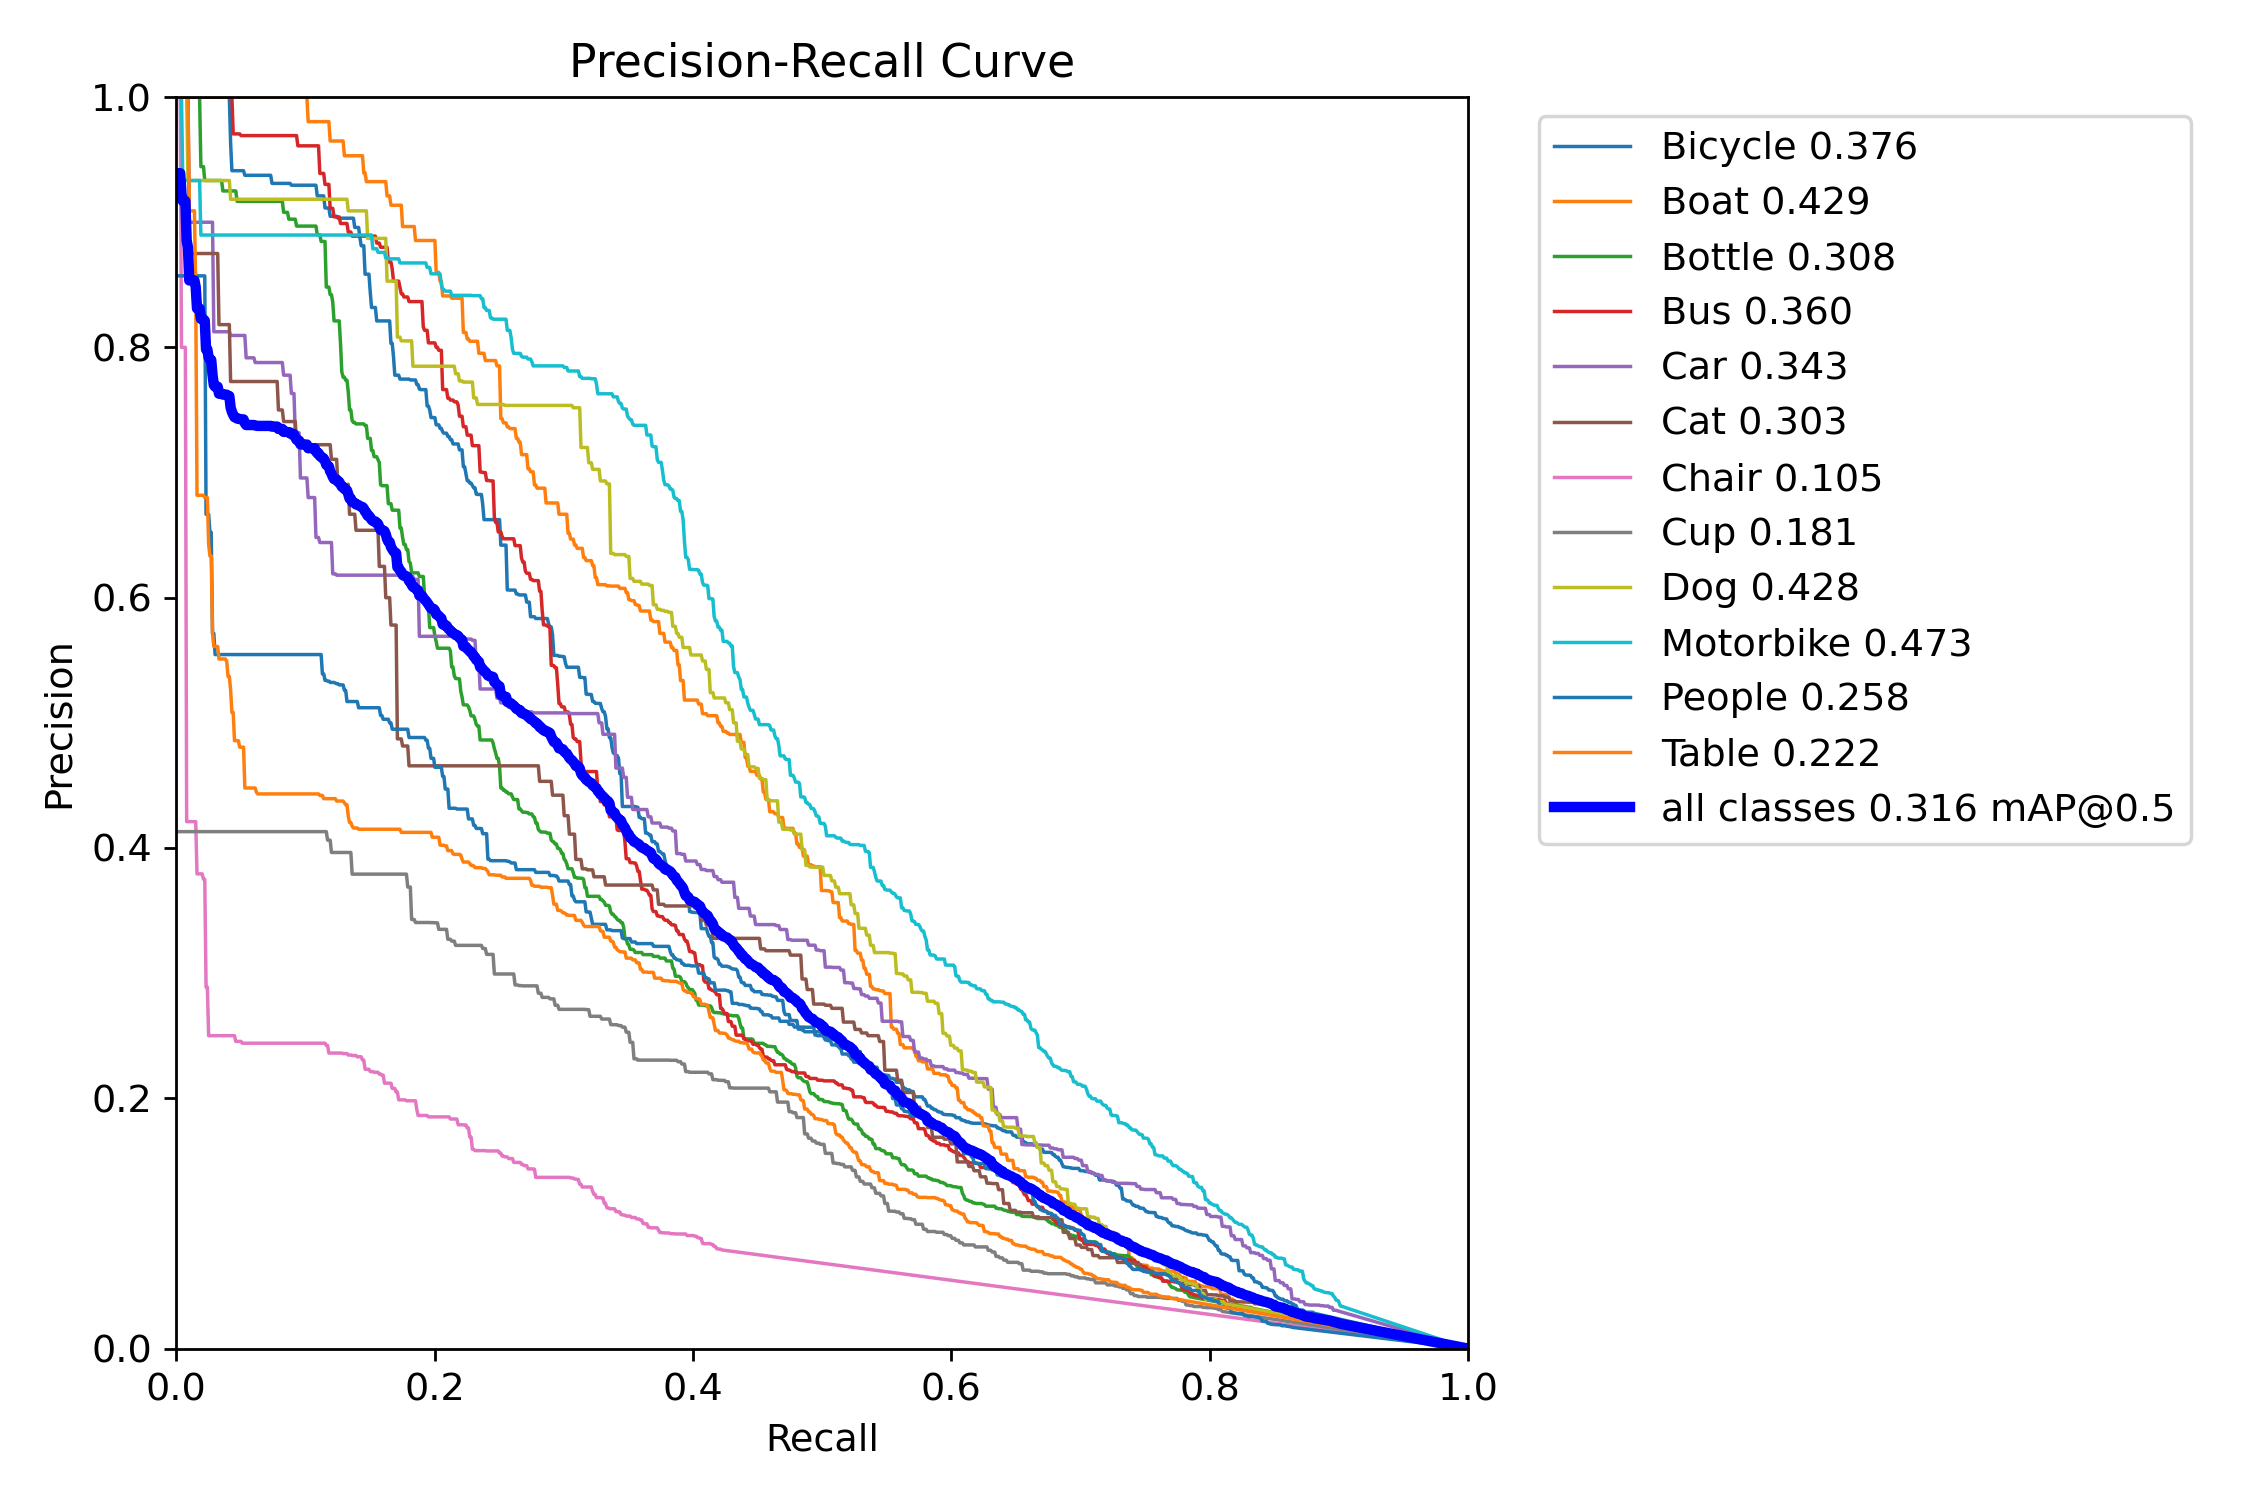 Precision-Recall Curve
1.0
0.8
0.6
0.4
0.2
0.0
Precision
0.0 0.2 0.4 0.6 0.8 1.0
Recall
Bicycle 0.376
Boat 0.429
Bottle 0.308
Bus 0.360
Car 0.343
Cat 0.303
Chair 0.105
Cup 0.181
Dog 0.428
Motorbike 0.473
People 0.258
Table 0.222
all classes 0.316 mAP@0.5